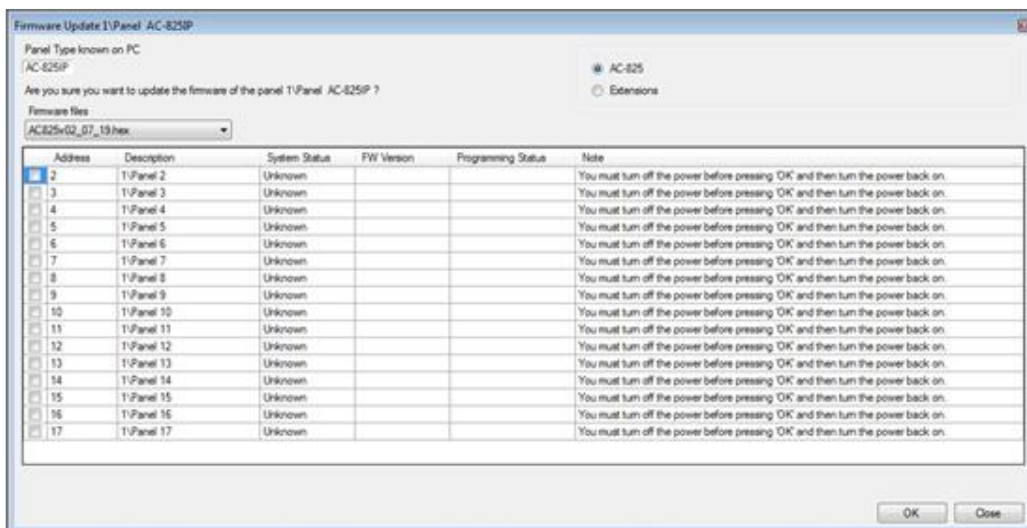 Firmware Update 1\Panel AC-825IP
Panel Type known on PC
AC-825IP
AC-825
Are you sure you want to update the firmware of the panel 1\Panel AC-825IP ?
Extensions
Firmware files
AC825v02_07_19.hex
Address Description System Status FW Version Programming Status Note
2 1\Panel 2 Unknown You must turn off the power before pressing 'OK' and then turn the power back on.
3 1\Panel 3 Unknown You must turn off the power before pressing 'OK' and then turn the power back on.
4 1\Panel 4 Unknown You must turn off the power before pressing 'OK' and then turn the power back on.
5 1\Panel 5 Unknown You must turn off the power before pressing 'OK' and then turn the power back on.
6 1\Panel 6 Unknown You must turn off the power before pressing 'OK' and then turn the power back on.
7 1\Panel 7 Unknown You must turn off the power before pressing 'OK' and then turn the power back on.
8 1\Panel 8 Unknown You must turn off the power before pressing 'OK' and then turn the power back on.
9 1\Panel 9 Unknown You must turn off the power before pressing 'OK' and then turn the power back on.
10 1\Panel 10 Unknown You must turn off the power before pressing 'OK' and then turn the power back on.
11 1\Panel 11 Unknown You must turn off the power before pressing 'OK' and then turn the power back on.
12 1\Panel 12 Unknown You must turn off the power before pressing 'OK' and then turn the power back on.
13 1\Panel 13 Unknown You must turn off the power before pressing 'OK' and then turn the power back on.
14 1\Panel 14 Unknown You must turn off the power before pressing 'OK' and then turn the power back on.
15 1\Panel 15 Unknown You must turn off the power before pressing 'OK' and then turn the power back on.
16 1\Panel 16 Unknown You must turn off the power before pressing 'OK' and then turn the power back on.
17 1\Panel 17 Unknown You must turn off the power before pressing 'OK' and then turn the power back on.
OK Close